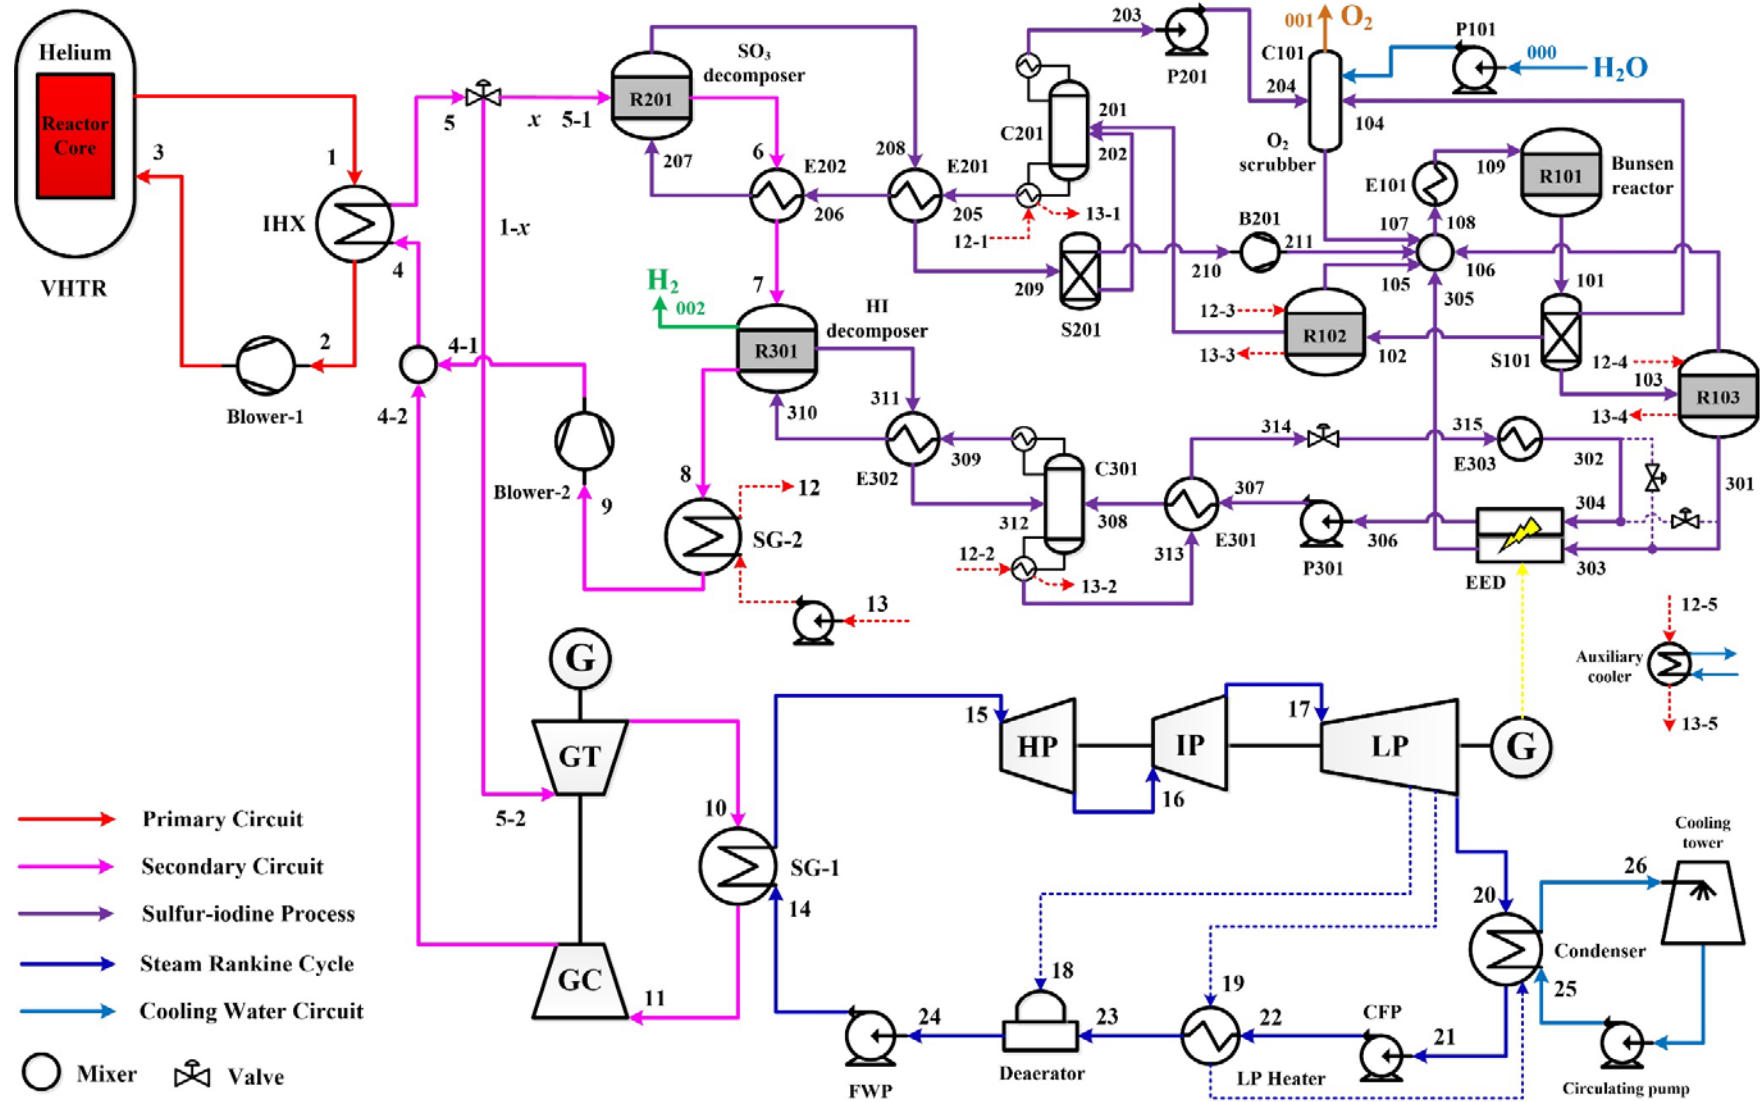 Helium
Reactor
Core
VHTR
3
1
IHX
2
Blower-1
4
5
x
5-1
1-x
4-1
4-2
Blower-2
9
R201
SO3
decomposer
207
6
E202
206
208
E201
205
7
H2
002
R301
HI
decomposer
310
311
E302
309
8
12
SG-2
13
203
P201
C201
201
202
13-1
12-1
209
S201
210
B201
211
001
O2
C101
204
O2
scrubber
104
P101
000
H2O
E101
109
R101
Bunsen
reactor
107
108
106
105
305
101
12-3
13-3
R102
102
S101
103
12-4
13-4
R103
301
C301
312
308
12-2
13-2
307
313
E301
314
315
E303
302
P301
306
304
303
EED
12-5
Auxiliary
cooler
13-5
G
GT
5-2
GC
10
SG-1
14
11
15
HP
16
IP
17
LP
G
18
Deaerator
19
LP Heater
20
Condenser
21
CFP
22
23
24
FWP
25
26
Cooling
tower
Circulating pump
Primary Circuit
Secondary Circuit
Sulfur-iodine Process
Steam Rankine Cycle
Cooling Water Circuit
Mixer
Valve